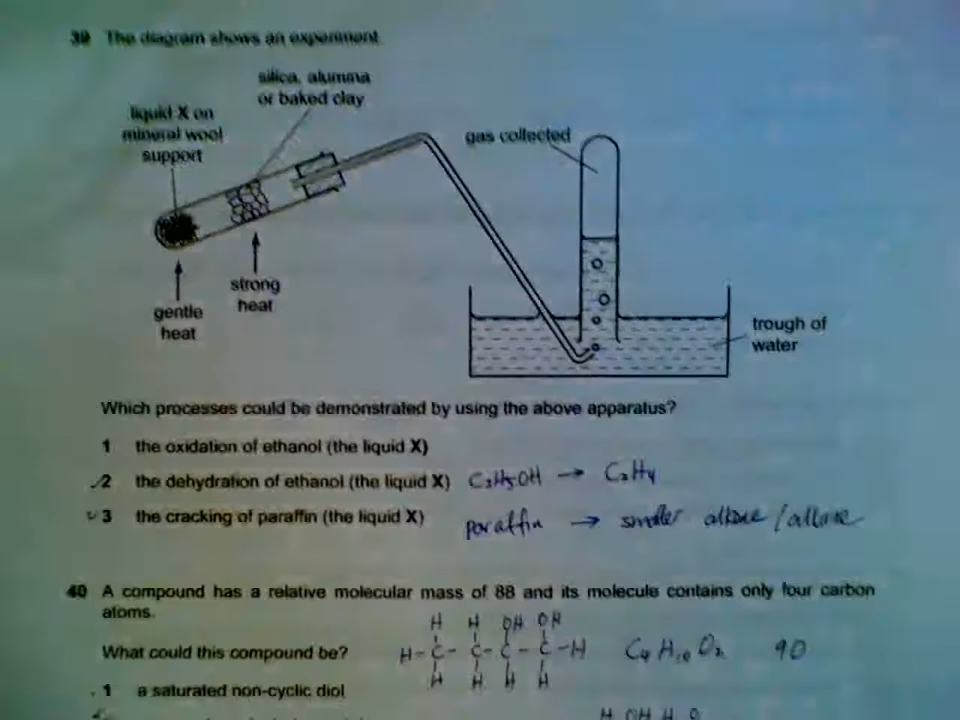 39 The diagram shows an experiment.
silica, alumina
or baked clay
liquid X on
mineral wool
support
gas collected
strong
heat
gentle
heat
trough of
water
Which processes could be demonstrated by using the above apparatus?
1 the oxidation of ethanol (the liquid X)
2 the dehydration of ethanol (the liquid X) C₂H₅OH → C₂H₄
3 the cracking of paraffin (the liquid X) paraffin → smaller alkane /
40 A compound has a relative molecular mass of 88 and its molecule contains only four carbon
atoms.
H H OH OH
What could this compound be? H-C-C-C-C-H C₄H₁₀O₂ 90
H H H H
1 a saturated non-cyclic diol
H OH H O